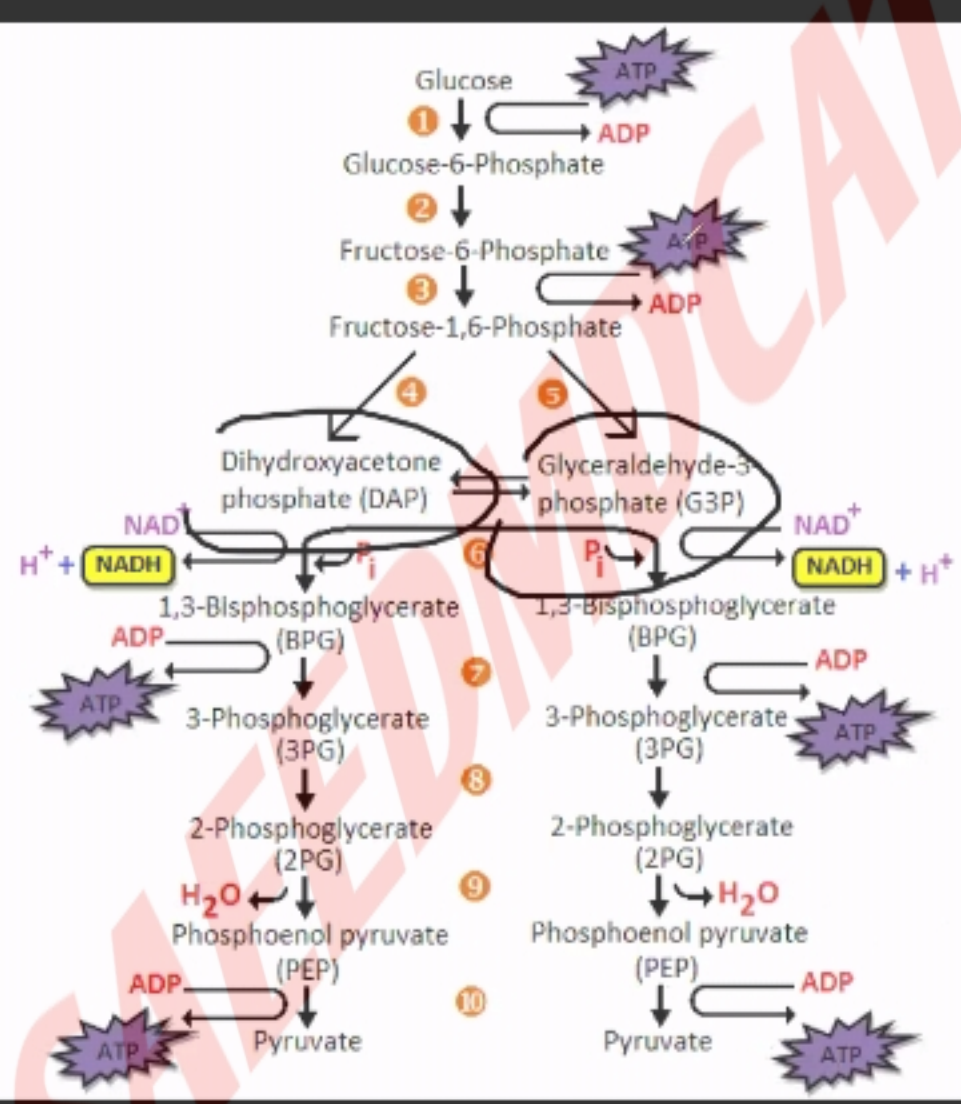 Glucose
ATP
1
ADP
Glucose-6-Phosphate
2
Fructose-6-Phosphate
ATP
3
ADP
Fructose-1,6-Phosphate
4
5
Dihydroxyacetone
phosphate (DAP)
Glyceraldehyde-3-
phosphate (G3P)
NAD+
H+ + NADH
Pi
6
Pi
NAD+
NADH + H+
1,3-Bisphosphoglycerate
(BPG)
1,3-Bisphosphoglycerate
(BPG)
ADP
ATP
7
ADP
ATP
3-Phosphoglycerate
(3PG)
3-Phosphoglycerate
(3PG)
8
2-Phosphoglycerate
(2PG)
2-Phosphoglycerate
(2PG)
H2O
9
H2O
Phosphoenol pyruvate
(PEP)
Phosphoenol pyruvate
(PEP)
ADP
ATP
10
ADP
ATP
Pyruvate
Pyruvate
SAFEDMDCAT